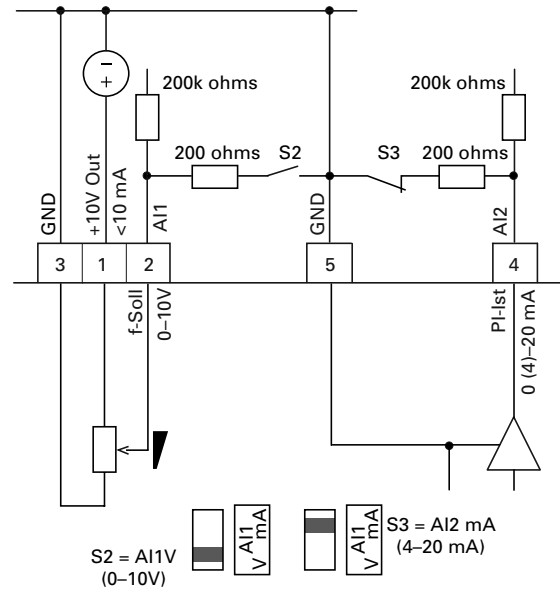 200k ohms
200k ohms
200 ohms
S2
S3
200 ohms
GND
+10V Out
<10 mA
AI1
GND
AI2
3
1
2
5
4
f-Soll
0–10V
PI-Ist
0 (4)–20 mA
S2 = AI1V
(0–10V)
AI1
V mA
AI1
V mA
S3 = AI2 mA
(4–20 mA)